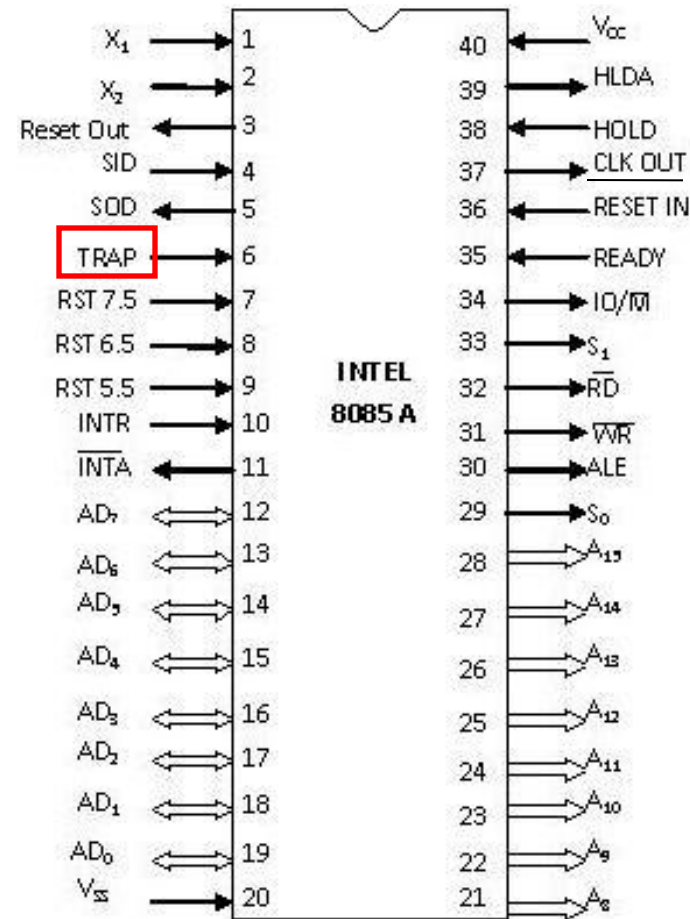 X₁ 1 40 Vcc
X₂ 2 39 HLDA
Reset Out 3 38 HOLD
SID 4 37 CLK OUT
SOD 5 36 RESET IN
TRAP 6 35 READY
RST 7.5 7 34 IO/M̅
RST 6.5 8 33 S₁
RST 5.5 9 32 R̅D̅
INTEL
8085 A
INTR 10 31 W̅R̅
I̅N̅T̅A̅ 11 30 ALE
AD₇ 12 29 S₀
AD₆ 13 28 A₁₅
AD₅ 14 27 A₁₄
AD₄ 15 26 A₁₃
AD₃ 16 25 A₁₂
AD₂ 17 24 A₁₁
AD₁ 18 23 A₁₀
AD₀ 19 22 A₉
Vss 20 21 A₈